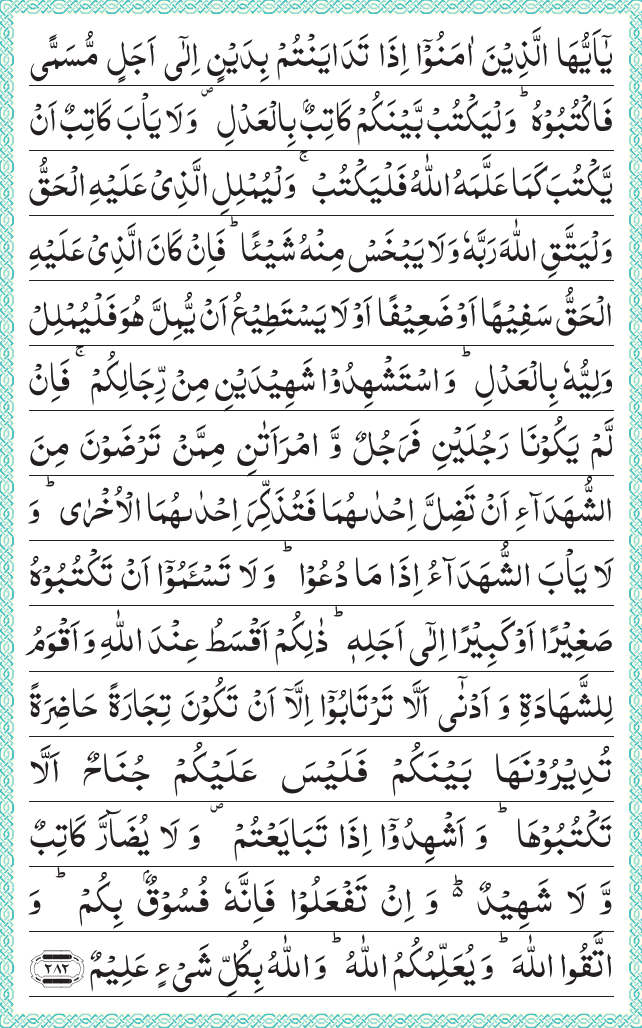 يٰۤاَيُّهَا الَّذِيْنَ اٰمَنُوْۤا اِذَا تَدَايَنْتُمْ بِدَيْنٍ اِلٰۤى اَجَلٍ مُّسَمًّى
فَاكْتُبُوْهُ ؕ وَلْيَكْتُبْ بَّيْنَكُمْ كَاتِبٌۢ بِالْعَدْلِ ۪ وَلَا يَاْبَ كَاتِبٌ اَنْ
يَّكْتُبَ كَمَا عَلَّمَهُ اللّٰهُ فَلْيَكْتُبْ ۚ وَلْيُمْلِلِ الَّذِيْ عَلَيْهِ الْحَقُّ
وَلْيَتَّقِ اللّٰهَ رَبَّهٗ وَلَا يَبْخَسْ مِنْهُ شَيْئًا ؕ فَاِنْ كَانَ الَّذِيْ عَلَيْهِ
الْحَقُّ سَفِيْهًا اَوْ ضَعِيْفًا اَوْ لَا يَسْتَطِيْعُ اَنْ يُّمِلَّ هُوَ فَلْيُمْلِلْ
وَلِيُّهٗ بِالْعَدْلِ ؕ وَاسْتَشْهِدُوْا شَهِيْدَيْنِ مِنْ رِّجَالِكُمْ ۚ فَاِنْ
لَّمْ يَكُوْنَا رَجُلَيْنِ فَرَجُلٌ وَّ امْرَاَتٰنِ مِمَّنْ تَرْضَوْنَ مِنَ
الشُّهَدَآءِ اَنْ تَضِلَّ اِحْدٰىهُمَا فَتُذَكِّرَ اِحْدٰىهُمَا الْاُخْرٰى ؕ وَ
لَا يَاْبَ الشُّهَدَآءُ اِذَا مَا دُعُوْا ؕ وَ لَا تَسْـَٔمُوْۤا اَنْ تَكْتُبُوْهُ
صَغِيْرًا اَوْ كَبِيْرًا اِلٰۤى اَجَلِهٖ ؕ ذٰلِكُمْ اَقْسَطُ عِنْدَ اللّٰهِ وَ اَقْوَمُ
لِلشَّهَادَةِ وَ اَدْنٰۤى اَلَّا تَرْتَابُوْۤا اِلَّاۤ اَنْ تَكُوْنَ تِجَارَةً حَاضِرَةً
تُدِيْرُوْنَهَا بَيْنَكُمْ فَلَيْسَ عَلَيْكُمْ جُنَاحٌ اَلَّا
تَكْتُبُوْهَا ؕ وَ اَشْهِدُوْۤا اِذَا تَبَايَعْتُمْ ۪ وَ لَا يُضَآرَّ كَاتِبٌ
وَّ لَا شَهِيْدٌ ؕ۬ وَ اِنْ تَفْعَلُوْا فَاِنَّهٗ فُسُوْقٌۢ بِكُمْ ؕ وَ
اتَّقُوا اللّٰهَ ؕ وَ يُعَلِّمُكُمُ اللّٰهُ ؕ وَ اللّٰهُ بِكُلِّ شَيْءٍ عَلِيْمٌ ﴿۲۸۲﴾